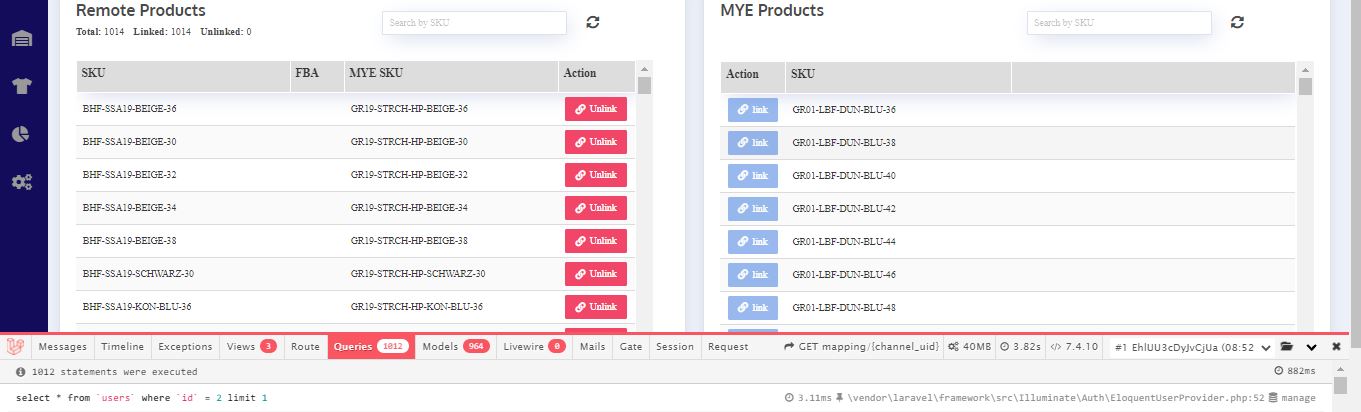 Remote Products
Total: 1014 Linked: 1014 Unlinked: 0
Search by SKU
SKU FBA MYE SKU Action
BHF-SSA19-BEIGE-36 GR19-STRCH-HP-BEIGE-36 Unlink
BHF-SSA19-BEIGE-30 GR19-STRCH-HP-BEIGE-30 Unlink
BHF-SSA19-BEIGE-32 GR19-STRCH-HP-BEIGE-32 Unlink
BHF-SSA19-BEIGE-34 GR19-STRCH-HP-BEIGE-34 Unlink
BHF-SSA19-BEIGE-38 GR19-STRCH-HP-BEIGE-38 Unlink
BHF-SSA19-SCHWARZ-30 GR19-STRCH-HP-SCHWARZ-30 Unlink
BHF-SSA19-KON-BLU-36 GR19-STRCH-HP-KON-BLU-36 Unlink
MYE Products
Search by SKU
Action SKU
link GR01-LBF-DUN-BLU-36
link GR01-LBF-DUN-BLU-38
link GR01-LBF-DUN-BLU-40
link GR01-LBF-DUN-BLU-42
link GR01-LBF-DUN-BLU-44
link GR01-LBF-DUN-BLU-46
link GR01-LBF-DUN-BLU-48
Messages Timeline Exceptions Views 3 Route Queries 1012 Models 964 Livewire 0 Mails Gate Session Request GET mapping/{channel_uid} 40MB 3.82s 7.4.10 #1 EhlUU3cDyJvCjUa (08:52
1012 statements were executed 882ms
select * from `users` where `id` = 2 limit 1 3.11ms \vendor\laravel\framework\src\Illuminate\Auth\EloquentUserProvider.php:52 manage